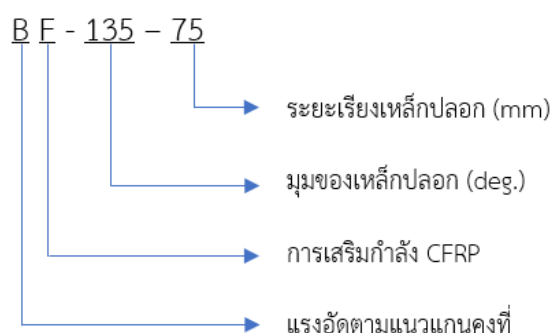 B F - 135 – 75
ระยะเรียงเหล็กปลอก (mm)
มุมของเหล็กปลอก (deg.)
การเสริมกำลัง CFRP
แรงอัดตามแนวแกนคงที่